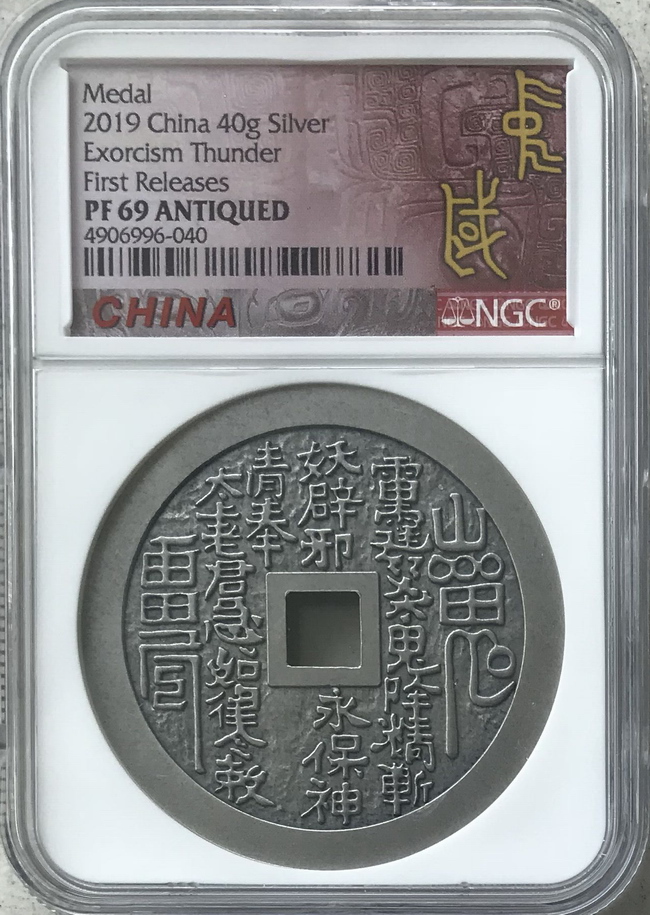 Medal
2019 China 40g Silver
Exorcism Thunder
First Releases
PF 69 ANTIQUED
4906996-040
CHINA
NGC®
雷霆殺鬼降精斬
妖辟邪
永保神
清奉
太上老君急如律令敕